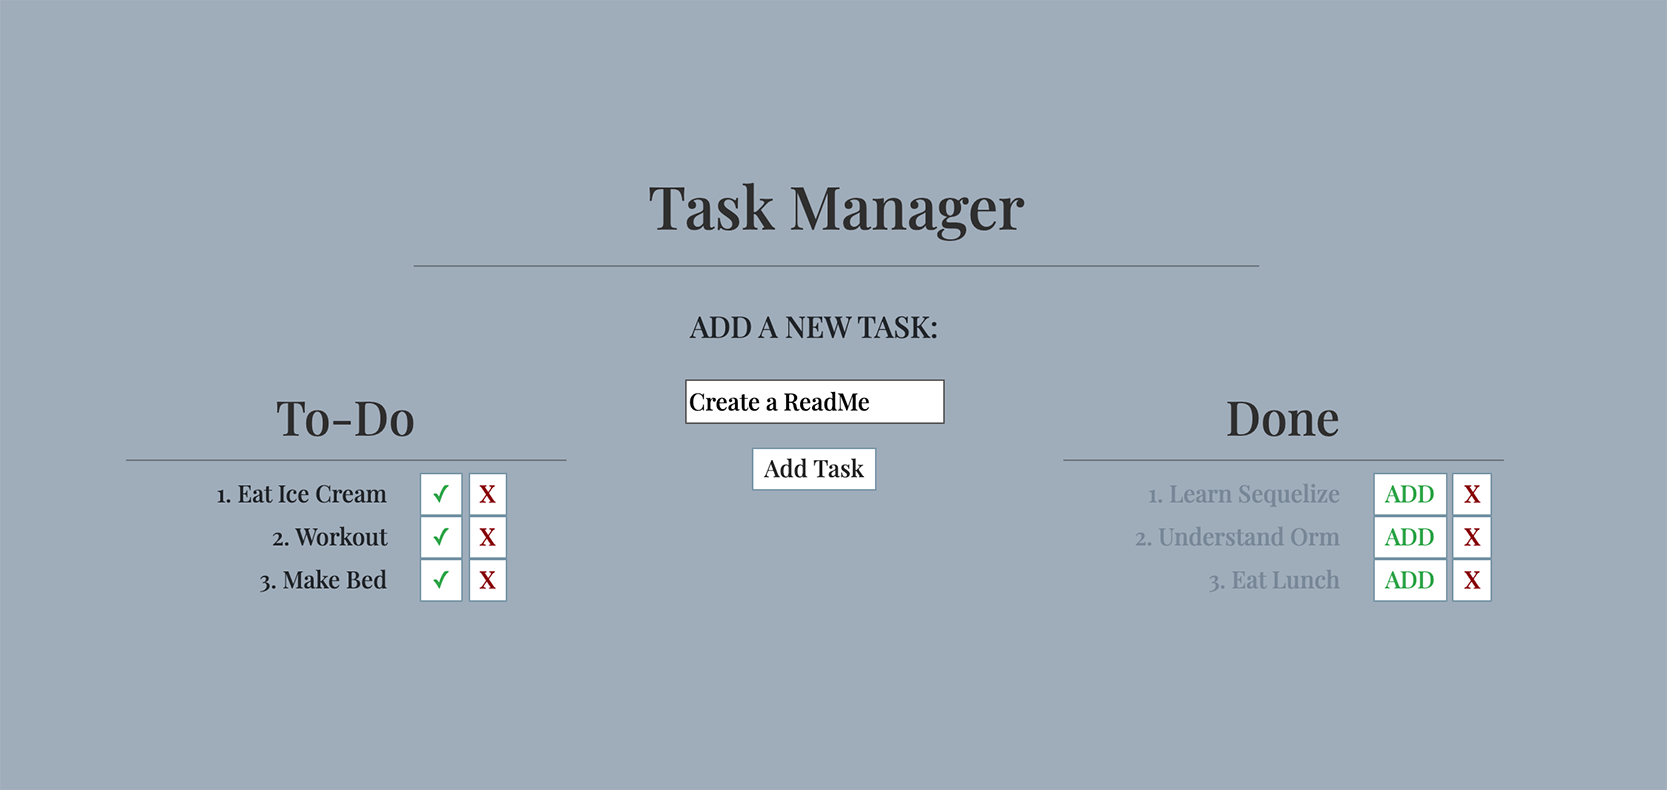 Task Manager
ADD A NEW TASK:
Create a ReadMe
Add Task
To-Do
1. Eat Ice Cream ✓ X
2. Workout ✓ X
3. Make Bed ✓ X
Done
1. Learn Sequelize ADD X
2. Understand Orm ADD X
3. Eat Lunch ADD X